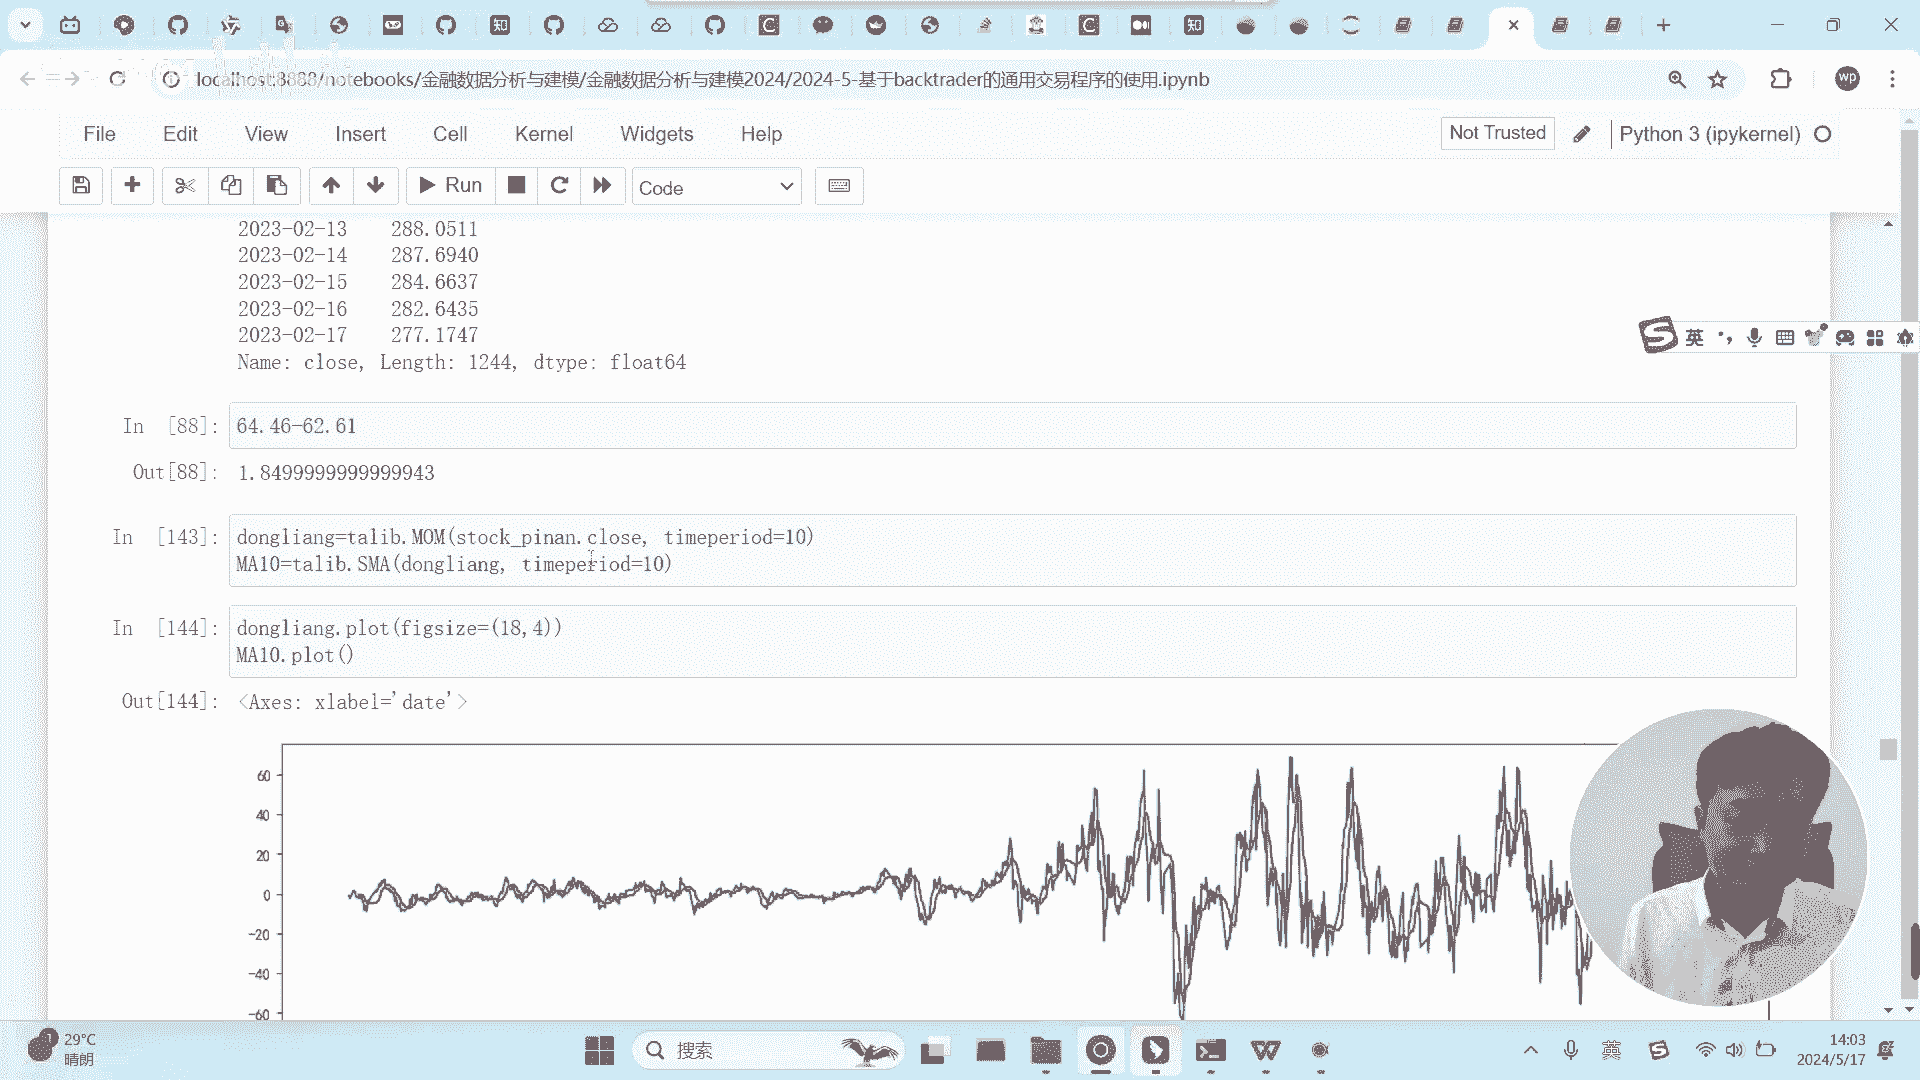 localhost:8888/notebooks/金融数据分析与建模/金融数据分析与建模2024/2024-5-基于backtrader的通用交易程序的使用.ipynb
wp
File Edit View Insert Cell Kernel Widgets Help
Not Trusted
Python 3 (ipykernel)
Run
Code
2023-02-13 288.0511
2023-02-14 287.6940
2023-02-15 284.6637
2023-02-16 282.6435
2023-02-17 277.1747
Name: close, Length: 1244, dtype: float64
英
In [88]: 64.46-62.61
Out[88]: 1.8499999999999943
In [143]: dongliang=talib.MOM(stock_pinan.close, timeperiod=10)
MA10=talib.SMA(dongliang, timeperiod=10)
In [144]: dongliang.plot(figsize=(18,4))
MA10.plot()
Out[144]: <Axes: xlabel='date'>
60
40
20
0
-20
-40
-60
29°C
晴朗
搜索
英
14:03
2024/5/17